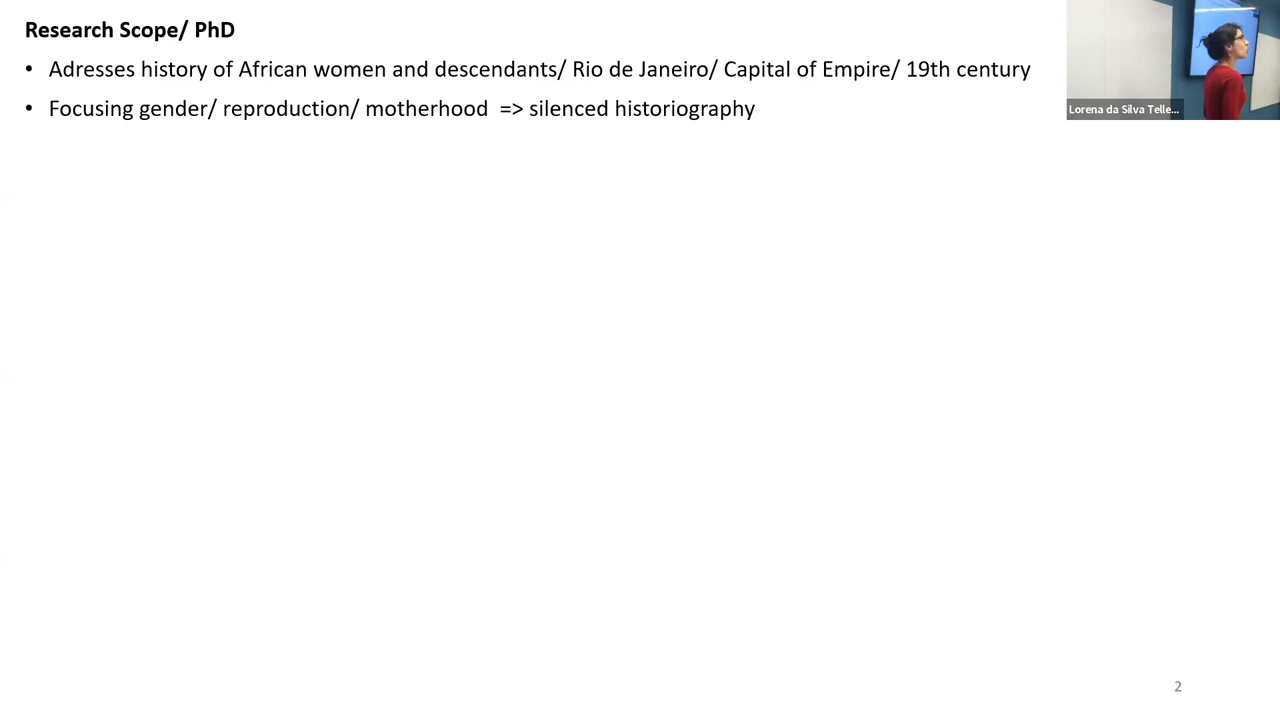 Research Scope/ PhD
• Adresses history of African women and descendants/ Rio de Janeiro/ Capital of Empire/ 19th century
• Focusing gender/ reproduction/ motherhood => silenced historiography
Lorena da Silva Telle...
2